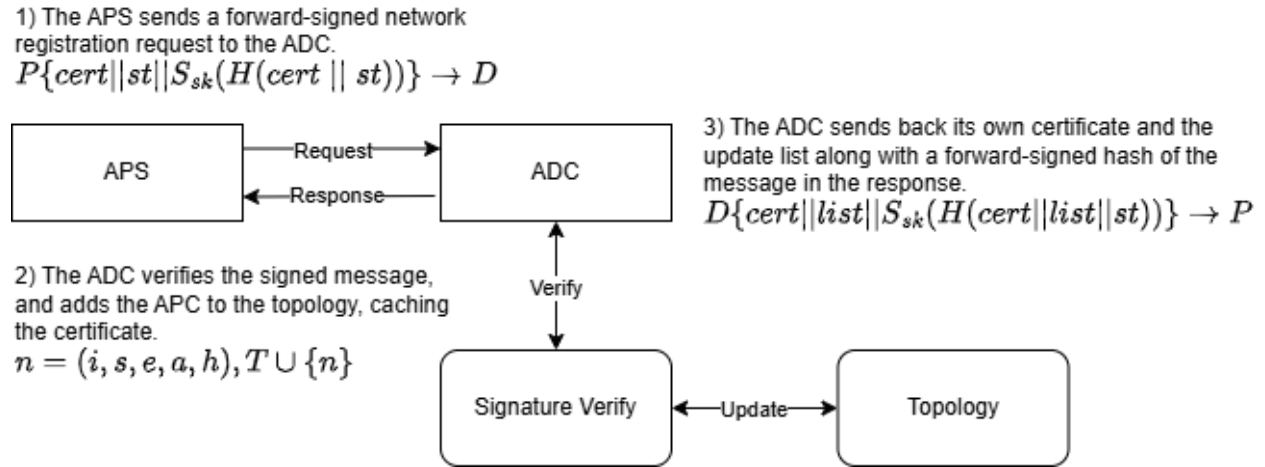 1) The APS sends a forward-signed network
registration request to the ADC.
P{cert||st||S_sk(H(cert || st))} → D
APS
Request
Response
ADC
3) The ADC sends back its own certificate and the
update list along with a forward-signed hash of the
message in the response.
D{cert||list||S_sk(H(cert||list||st))} → P
2) The ADC verifies the signed message,
and adds the APC to the topology, caching
the certificate.
n = (i, s, e, a, h), T ∪ {n}
Verify
Signature Verify
Update
Topology